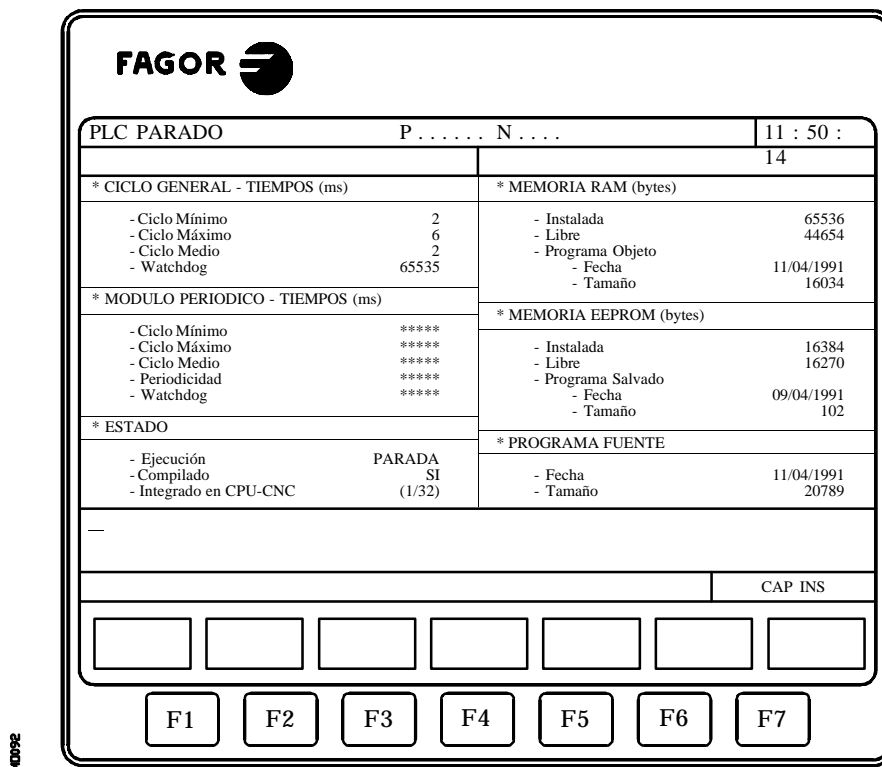 FAGOR
PLC PARADO P . . . . . . N . . . . 11 : 50 :
14
* CICLO GENERAL - TIEMPOS (ms)
- Ciclo Mínimo 2
- Ciclo Máximo 6
- Ciclo Medio 2
- Watchdog 65535
* MODULO PERIODICO - TIEMPOS (ms)
- Ciclo Mínimo *****
- Ciclo Máximo *****
- Ciclo Medio *****
- Periodicidad *****
- Watchdog *****
* ESTADO
- Ejecución PARADA
- Compilado SI
- Integrado en CPU-CNC (1/32)
* MEMORIA RAM (bytes)
- Instalada 65536
- Libre 44654
- Programa Objeto
- Fecha 11/04/1991
- Tamaño 16034
* MEMORIA EEPROM (bytes)
- Instalada 16384
- Libre 16270
- Programa Salvado
- Fecha 09/04/1991
- Tamaño 102
* PROGRAMA FUENTE
- Fecha 11/04/1991
- Tamaño 20789
CAP INS
F1 F2 F3 F4 F5 F6 F7